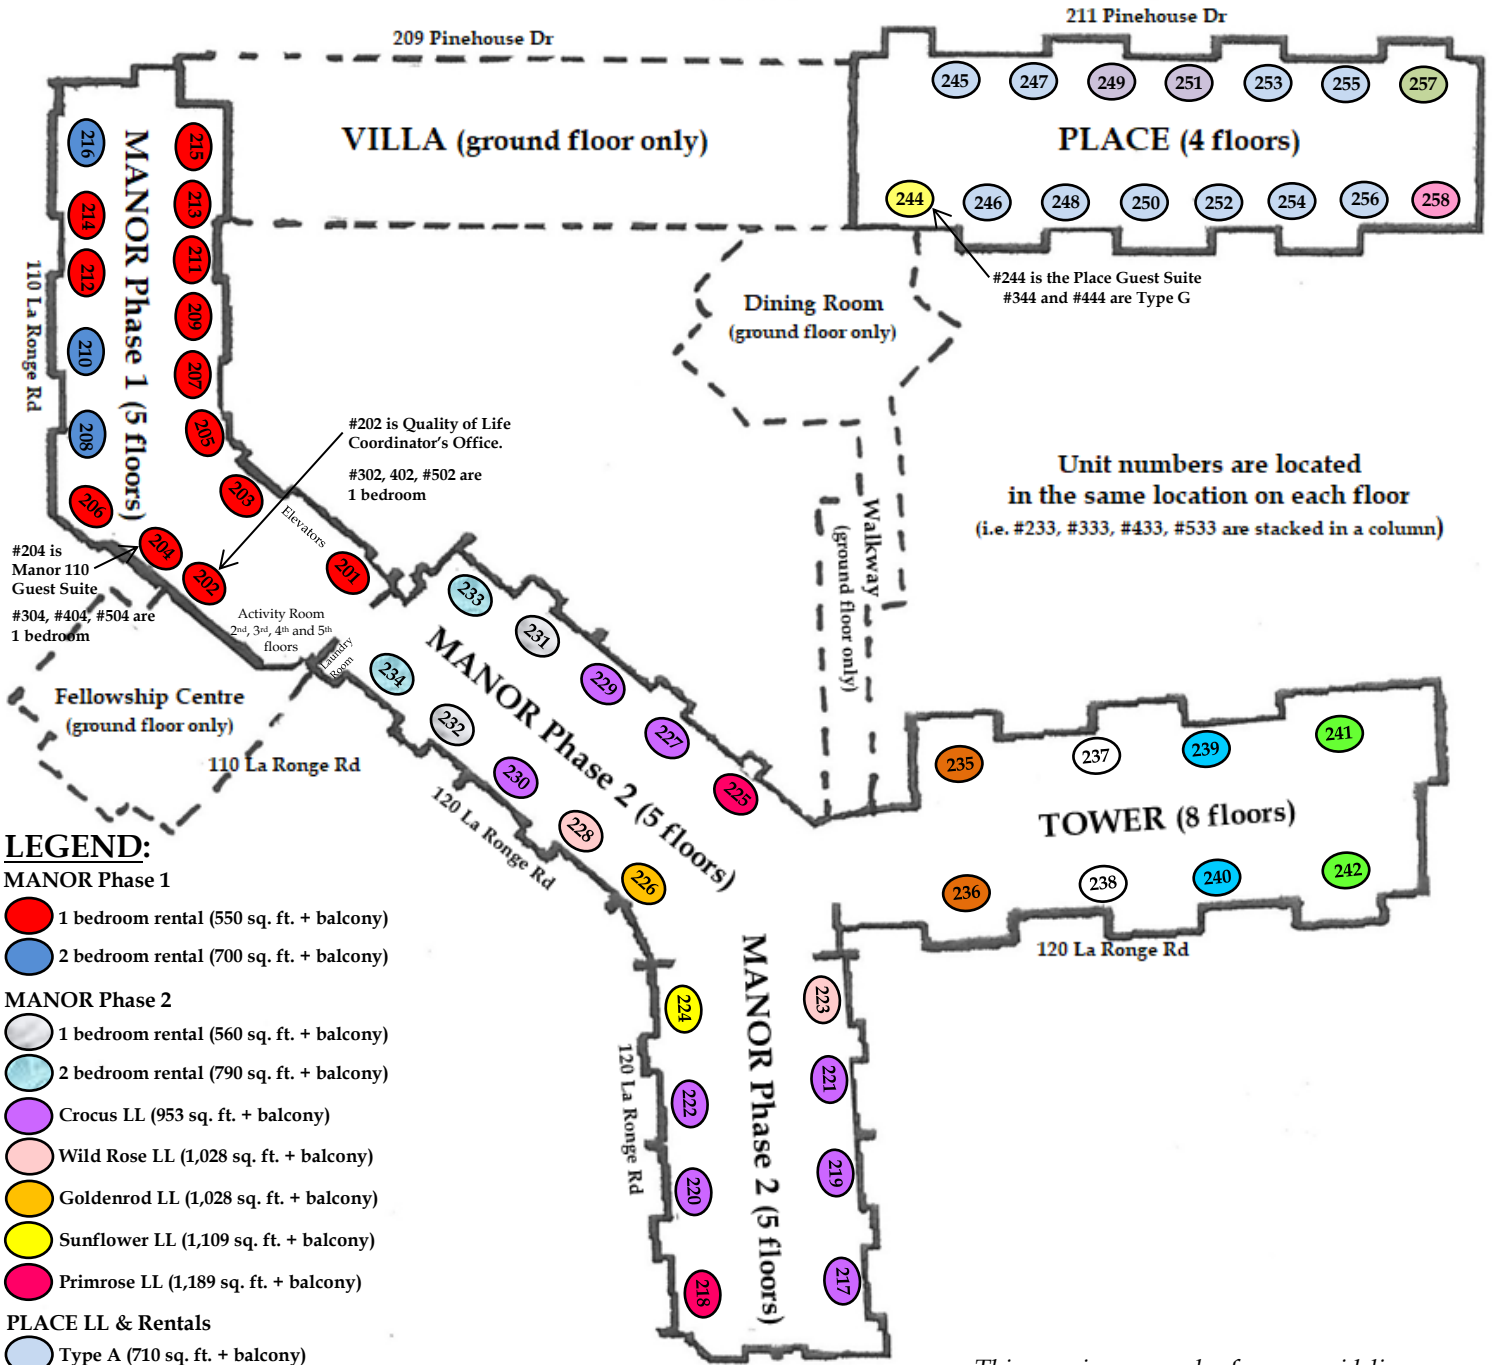 211 Pinehouse Dr
209 Pinehouse Dr
245
247
249
251
253
255
257
VILLA (ground floor only)
PLACE (4 floors)
244
246
248
250
252
254
256
258
#244 is the Place Guest Suite
#344 and #444 are Type G
216
214
212
210
208
206
204
202
MANOR Phase 1 (5 floors)
215
213
211
209
207
205
203
201
110 La Ronge Rd
Elevators
#202 is Quality of Life
Coordinator's Office.
#302, 402, #502 are
1 bedroom
Dining Room
(ground floor only)
Walkway
(ground floor only)
Unit numbers are located
in the same location on each floor
(i.e. #233, #333, #433, #533 are stacked in a column)
#204 is
Manor 110
Guest Suite
#304, #404, #504 are
1 bedroom
Activity Room
2nd, 3rd, 4th and 5th
floors
Laundry
Room
Fellowship Centre
(ground floor only)
110 La Ronge Rd
233
231
229
227
225
MANOR Phase 2 (5 floors)
234
232
230
228
226
120 La Ronge Rd
235
237
239
241
TOWER (8 floors)
236
238
240
242
120 La Ronge Rd
224
222
220
218
MANOR Phase 2 (5 floors)
223
221
219
217
120 La Ronge Rd
LEGEND:
MANOR Phase 1
1 bedroom rental (550 sq. ft. + balcony)
2 bedroom rental (700 sq. ft. + balcony)
MANOR Phase 2
1 bedroom rental (560 sq. ft. + balcony)
2 bedroom rental (790 sq. ft. + balcony)
Crocus LL (953 sq. ft. + balcony)
Wild Rose LL (1,028 sq. ft. + balcony)
Goldenrod LL (1,028 sq. ft. + balcony)
Sunflower LL (1,109 sq. ft. + balcony)
Primrose LL (1,189 sq. ft. + balcony)
PLACE LL & Rentals
Type A (710 sq. ft. + balcony)